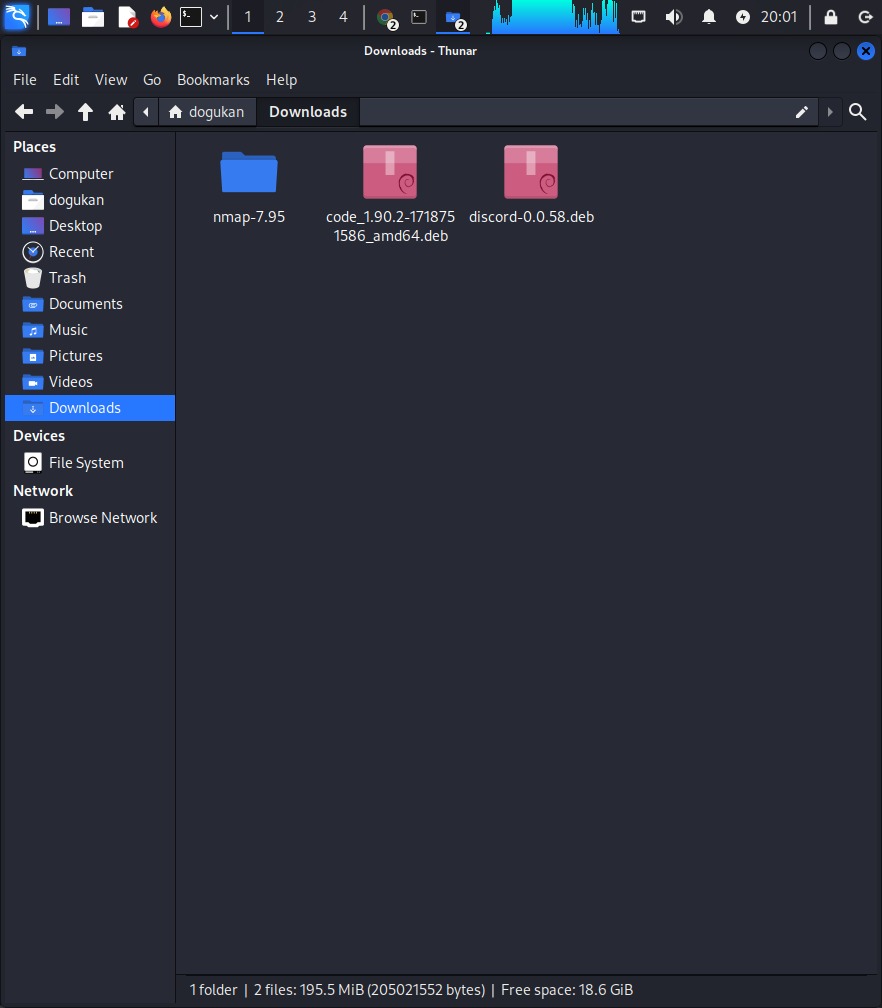 1 2 3 4 2 2 20:01
Downloads - Thunar
File Edit View Go Bookmarks Help
dogukan Downloads
Places
Computer
dogukan
Desktop
Recent
Trash
Documents
Music
Pictures
Videos
Downloads
Devices
File System
Network
Browse Network
nmap-7.95
code_1.90.2-171875
1586_amd64.deb
discord-0.0.58.deb
1 folder | 2 files: 195.5 MiB (205021552 bytes) | Free space: 18.6 GiB